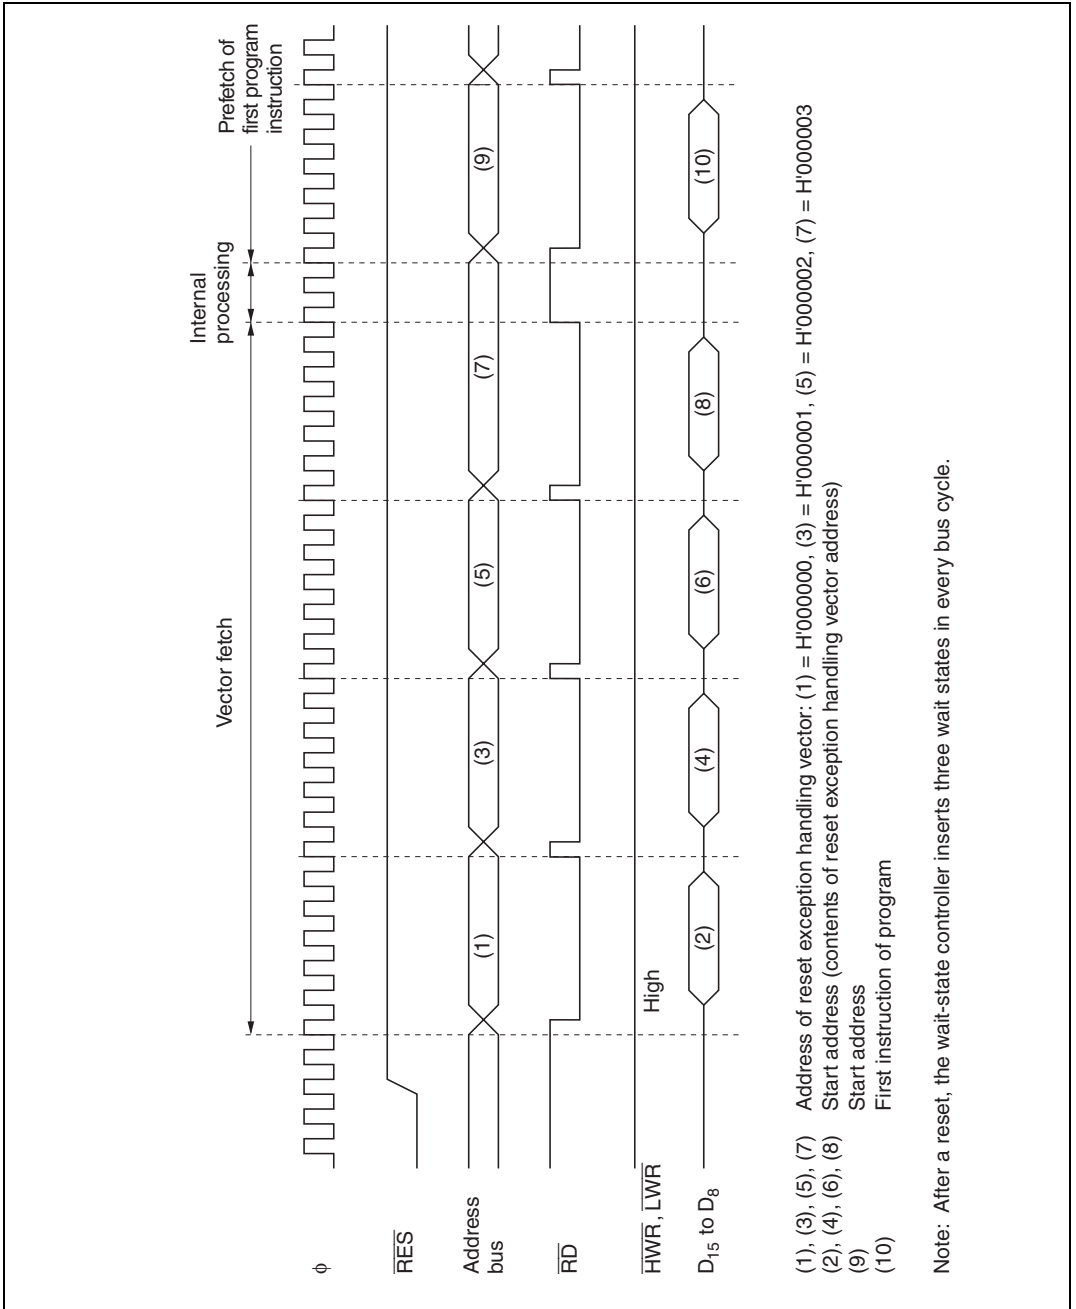 Vector fetch
Internal
processing
Prefetch of
first program
instruction
φ
RES
Address
bus
(1)
(3)
(5)
(7)
(9)
RD
HWR, LWR
High
D15 to D8
(2)
(4)
(6)
(8)
(10)
(1), (3), (5), (7) Address of reset exception handling vector: (1) = H'000000, (3) = H'000001, (5) = H'000002, (7) = H'000003
(2), (4), (6), (8) Start address (contents of reset exception handling vector address)
(9) Start address
(10) First instruction of program
Note: After a reset, the wait-state controller inserts three wait states in every bus cycle.